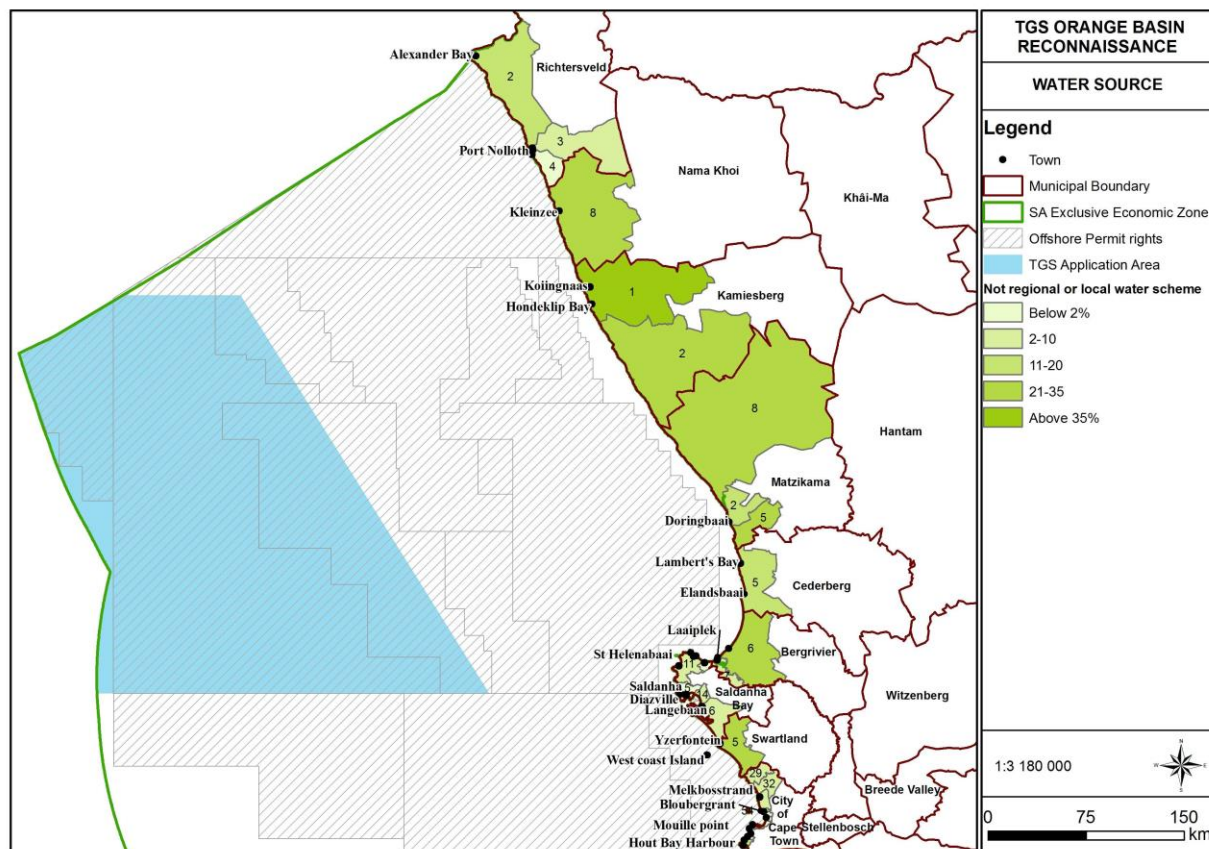 Alexander Bay
Richtersveld
2
3
Port Nolloth
4
Nama Khoi
Khâi-Ma
Kleinzee
8
Koiingnaas
1
Kamiesberg
Hondeklip Bay
2
8
Hantam
Matzikama
2
5
Doringbaai
Lambert's Bay
5
Cederberg
Elandsbaai
Laaiplek
6
Bergrivier
St Helenabaai
11
Witzenberg
Saldanha
5
14
Saldanha
Bay
Diazville
Langebaan
6
Yzerfontein
5
Swartland
West coast Island
29
32
Melkbosstrand
Breede Valley
Bloubergrant
City
of
Cape
Town
Stellenbosch
Mouille point
Hout Bay Harbour
TGS ORANGE BASIN
RECONNAISSANCE
WATER SOURCE
Legend
Town
Municipal Boundary
SA Exclusive Economic Zone
Offshore Permit rights
TGS Application Area
Not regional or local water scheme
Below 2%
2-10
11-20
21-35
Above 35%
1:3 180 000
N
W
E
S
0 75 150
km